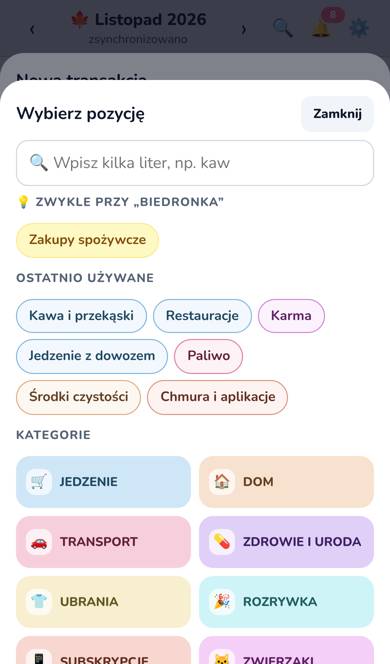 ‹ 🍁 Listopad 2026 › 🔍 🔔 8 ⚙️
zsynchronizowano
Nowa transakcja
Wybierz pozycję
Zamknij
🔍 Wpisz kilka liter, np. kaw
💡 ZWYKLE PRZY „BIEDRONKA”
Zakupy spożywcze
OSTATNIO UŻYWANE
Kawa i przekąski Restauracje Karma
Jedzenie z dowozem Paliwo
Środki czystości Chmura i aplikacje
KATEGORIE
🛒 JEDZENIE 🏠 DOM
🚗 TRANSPORT 💊 ZDROWIE I URODA
👕 UBRANIA 🎉 ROZRYWKA
📱 SUBSKRYPCJE 🐱 ZWIERZAKI